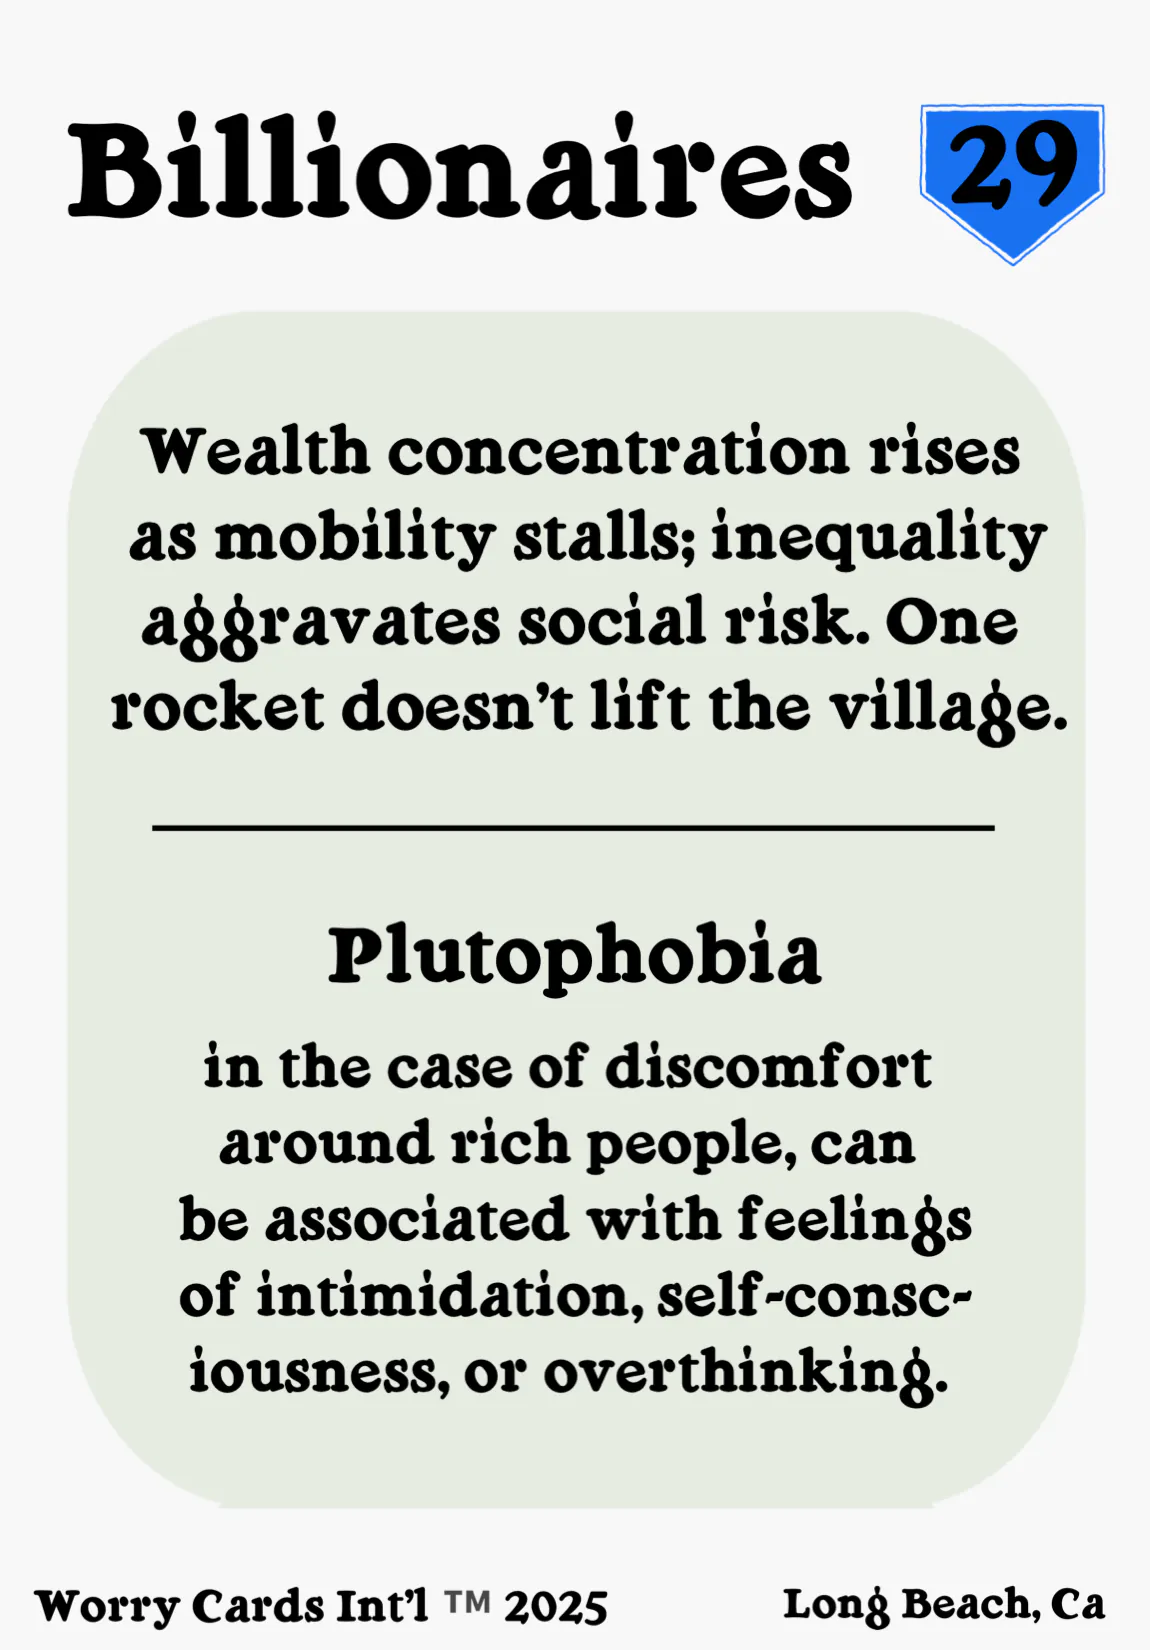 Billionaires
29
Wealth concentration rises
as mobility stalls; inequality
aggravates social risk. One
rocket doesn’t lift the village.
Plutophobia
in the case of discomfort
around rich people, can
be associated with feelings
of intimidation, self-consc-
iousness, or overthinking.
Worry Cards Int’l ™ 2025
Long Beach, Ca